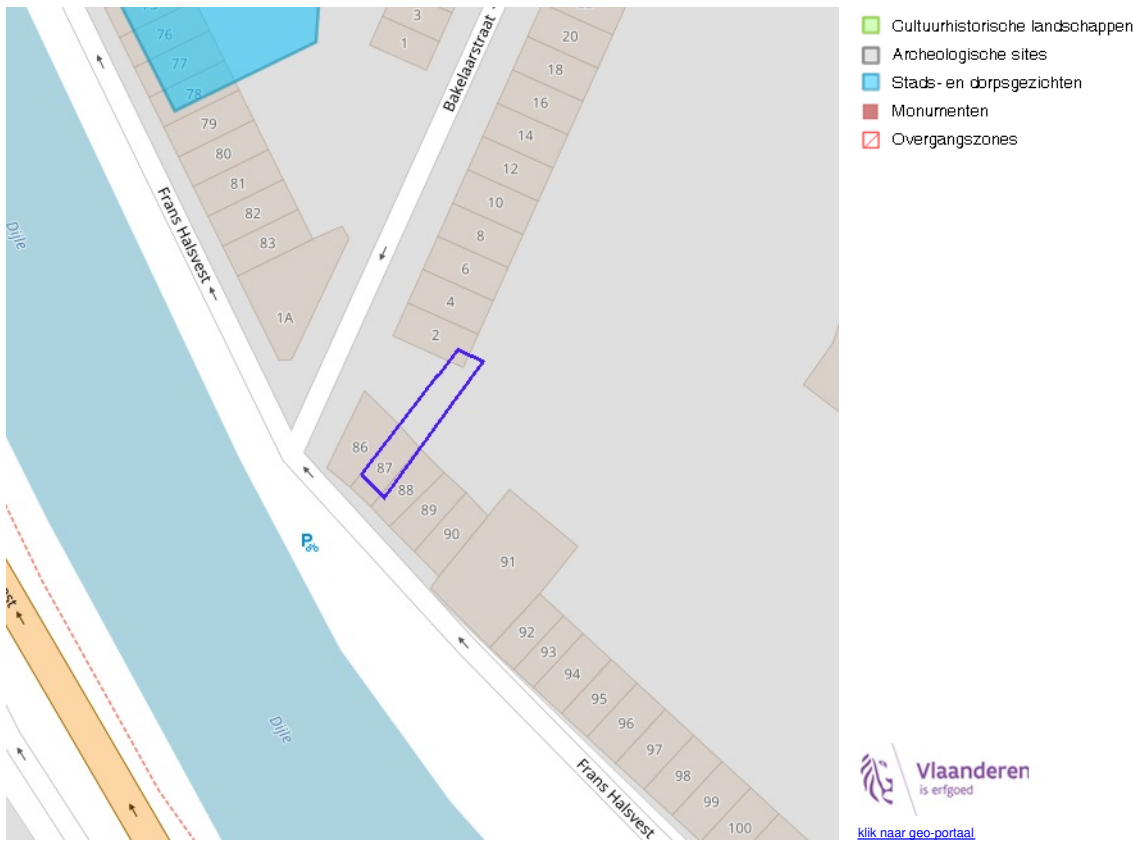 76
77
78
79
80
81
82
83
1A
3
1
Bakelaarstraat
20
18
16
14
12
10
8
6
4
2
Frans Halsvest
Dijle
86
87
88
89
90
91
92
93
94
95
96
97
98
99
100
P
Dijle
Frans Halsvest
Cultuurhistorische landschappen
Archeologische sites
Stads- en dorpsgezichten
Monumenten
Overgangszones
Vlaanderen
is erfgoed
klik naar geo-portaal